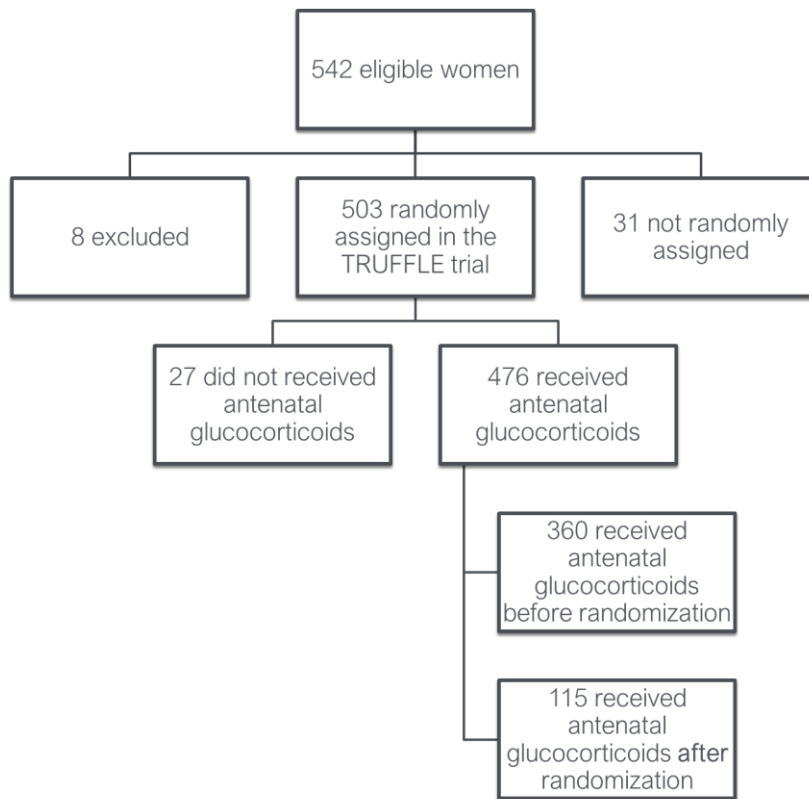 542 eligible women
8 excluded
503 randomly
assigned in the
TRUFFLE trial
31 not randomly
assigned
27 did not received
antenatal
glucocorticoids
476 received
antenatal
glucocorticoids
360 received
antenatal
glucocorticoids
before randomization
115 received
antenatal
glucocorticoids after
randomization